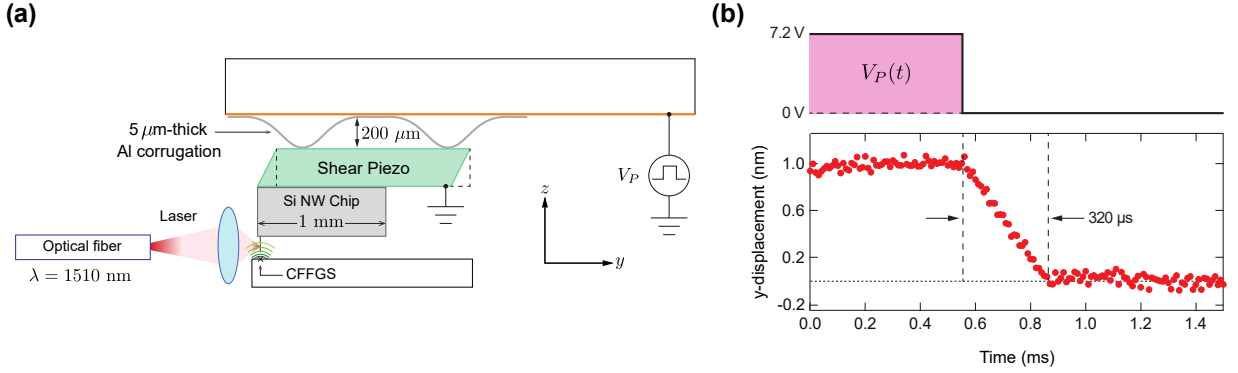 (a)
5 μm-thick
Al corrugation
200 μm
Shear Piezo
V_P
Si NW Chip
1 mm
Laser
Optical fiber
λ = 1510 nm
CFFGS
z
y
(b)
7.2 V
V_P(t)
0 V
y-displacement (nm)
1.0
0.6
0.2
-0.2
320 μs
0.0 0.2 0.4 0.6 0.8 1.0 1.2 1.4
Time (ms)